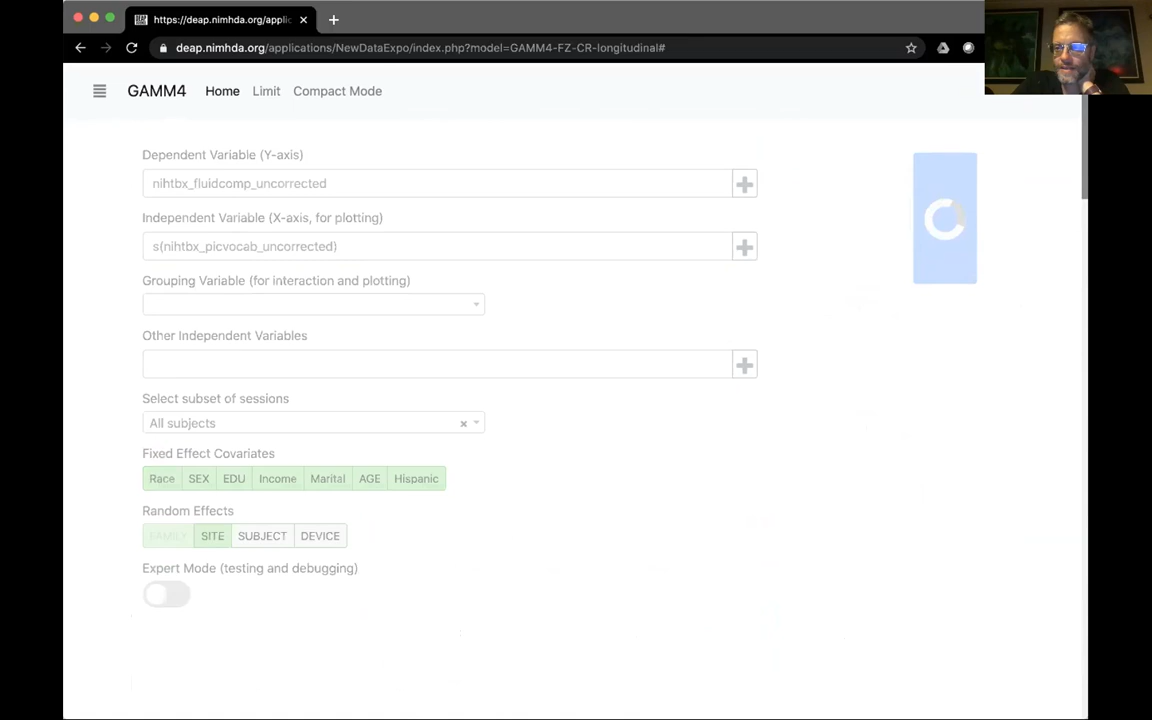 https://deap.nimhda.org/applic
deap.nimhda.org/applications/NewDataExpo/index.php?model=GAMM4-FZ-CR-longitudinal#
GAMM4 Home Limit Compact Mode
Dependent Variable (Y-axis)
nihtbx_fluidcomp_uncorrected
Independent Variable (X-axis, for plotting)
s(nihtbx_picvocab_uncorrected)
Grouping Variable (for interaction and plotting)
Other Independent Variables
Select subset of sessions
All subjects
Fixed Effect Covariates
Race SEX EDU Income Marital AGE Hispanic
Random Effects
FAMILY SITE SUBJECT DEVICE
Expert Mode (testing and debugging)